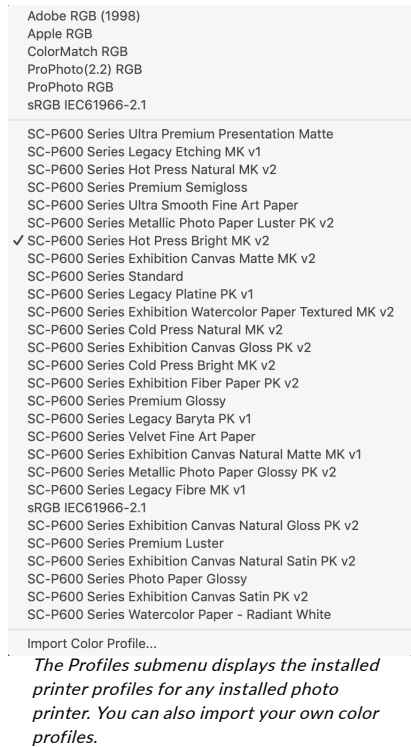 Adobe RGB (1998)
Apple RGB
ColorMatch RGB
ProPhoto(2.2) RGB
ProPhoto RGB
sRGB IEC61966-2.1
SC-P600 Series Ultra Premium Presentation Matte
SC-P600 Series Legacy Etching MK v1
SC-P600 Series Hot Press Natural MK v2
SC-P600 Series Premium Semigloss
SC-P600 Series Ultra Smooth Fine Art Paper
SC-P600 Series Metallic Photo Paper Luster PK v2
✓ SC-P600 Series Hot Press Bright MK v2
SC-P600 Series Exhibition Canvas Matte MK v2
SC-P600 Series Standard
SC-P600 Series Legacy Platine PK v1
SC-P600 Series Exhibition Watercolor Paper Textured MK v2
SC-P600 Series Cold Press Natural MK v2
SC-P600 Series Exhibition Canvas Gloss PK v2
SC-P600 Series Cold Press Bright MK v2
SC-P600 Series Exhibition Fiber Paper PK v2
SC-P600 Series Premium Glossy
SC-P600 Series Legacy Baryta PK v1
SC-P600 Series Velvet Fine Art Paper
SC-P600 Series Exhibition Canvas Natural Matte MK v1
SC-P600 Series Metallic Photo Paper Glossy PK v2
SC-P600 Series Legacy Fibre MK v1
sRGB IEC61966-2.1
SC-P600 Series Exhibition Canvas Natural Gloss PK v2
SC-P600 Series Premium Luster
SC-P600 Series Exhibition Canvas Natural Satin PK v2
SC-P600 Series Photo Paper Glossy
SC-P600 Series Exhibition Canvas Satin PK v2
SC-P600 Series Watercolor Paper - Radiant White
Import Color Profile...
The Profiles submenu displays the installed
printer profiles for any installed photo
printer. You can also import your own color
profiles.